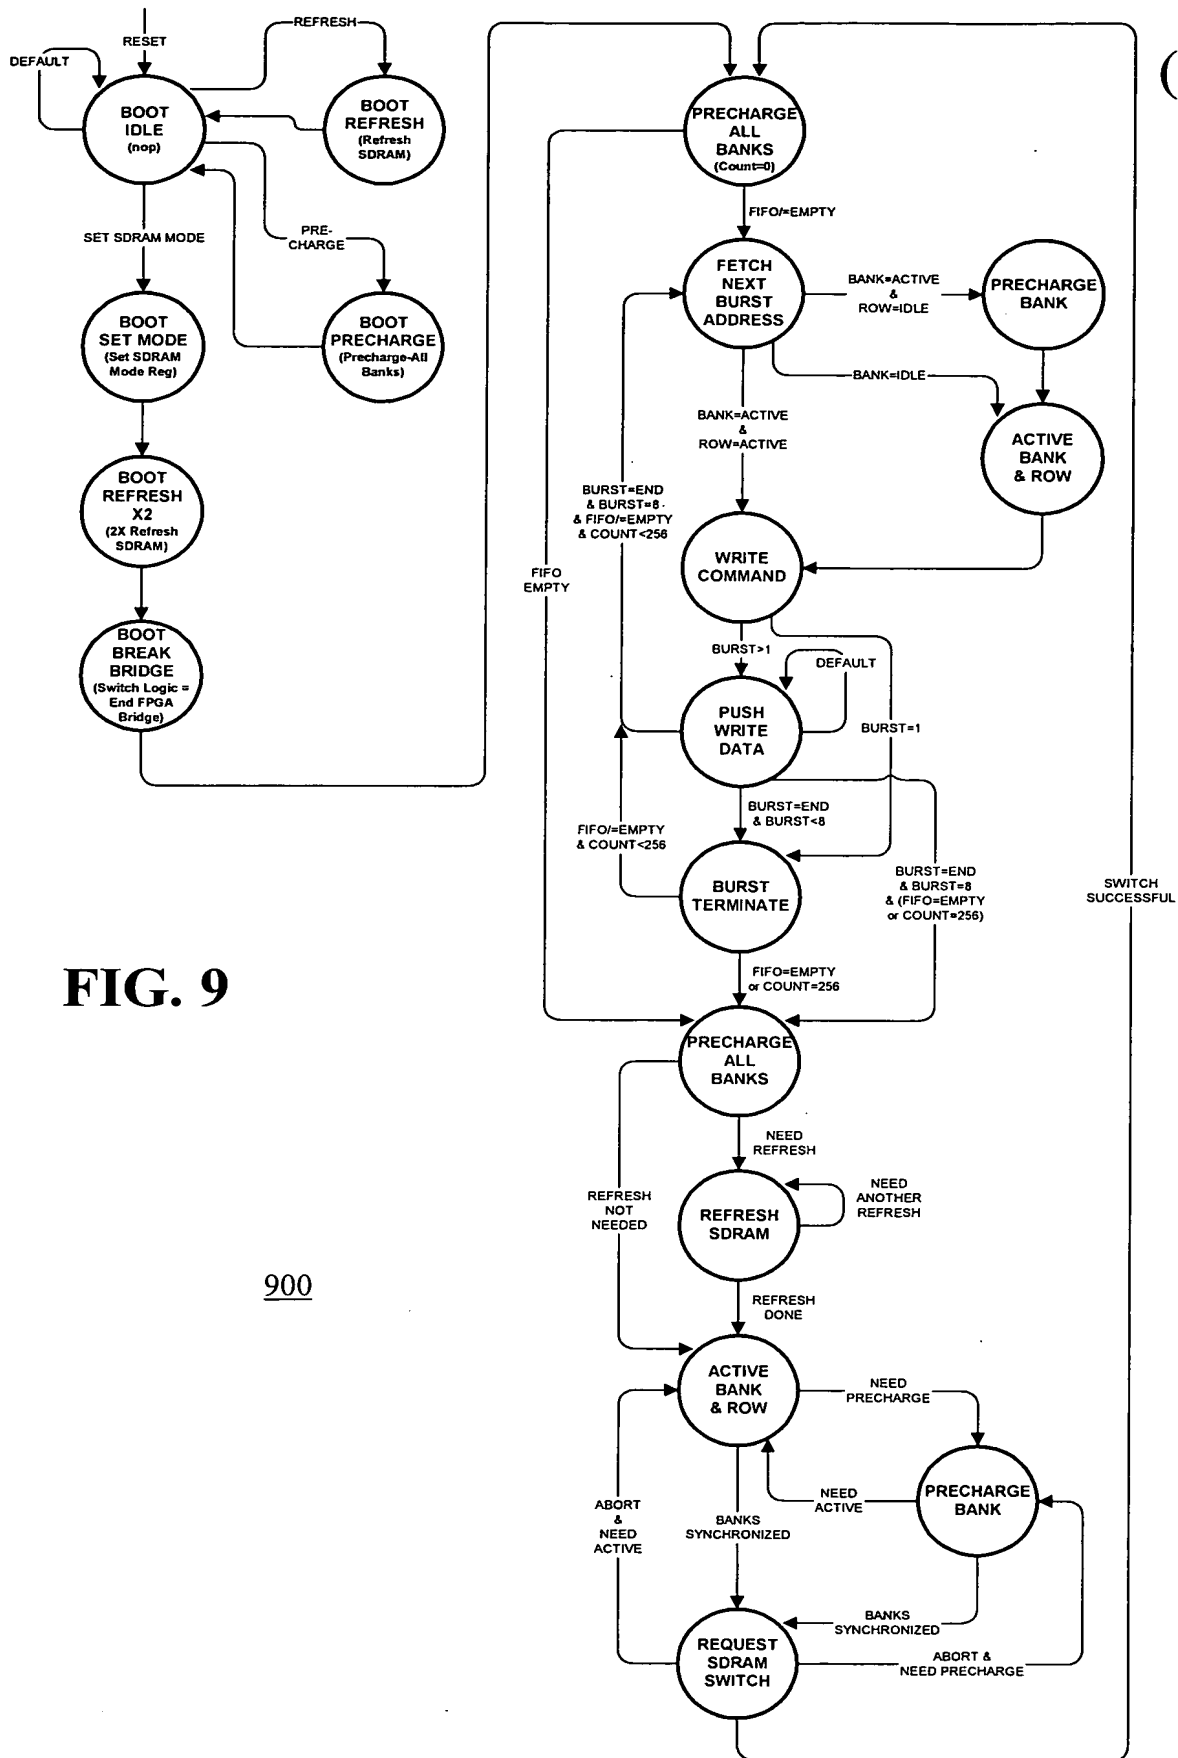 RESET
DEFAULT
REFRESH
BOOT
IDLE
(nop)
BOOT
REFRESH
(Refresh
SDRAM)
SET SDRAM MODE
PRE-
CHARGE
BOOT
SET MODE
(Set SDRAM
Mode Reg)
BOOT
PRECHARGE
(Precharge-All
Banks)
BOOT
REFRESH
X2
(2X Refresh
SDRAM)
BOOT
BREAK
BRIDGE
(Switch Logic =
End FPGA
Bridge)
(
PRECHARGE
ALL
BANKS
(Count=0)
FIFO/=EMPTY
FETCH
NEXT
BURST
ADDRESS
BANK=ACTIVE
&
ROW=IDLE
PRECHARGE
BANK
BANK=IDLE
BANK=ACTIVE
&
ROW=ACTIVE
ACTIVE
BANK
& ROW
BURST=END
& BURST=8
& FIFO/=EMPTY
& COUNT<256
FIFO
EMPTY
WRITE
COMMAND
BURST>1
DEFAULT
PUSH
WRITE
DATA
BURST=1
BURST=END
& BURST<8
FIFO/=EMPTY
& COUNT<256
BURST
TERMINATE
BURST=END
& BURST=8
& (FIFO=EMPTY
or COUNT=256)
SWITCH
SUCCESSFUL
FIFO=EMPTY
or COUNT=256
FIG. 9
PRECHARGE
ALL
BANKS
NEED
REFRESH
REFRESH
NOT
NEEDED
REFRESH
SDRAM
NEED
ANOTHER
REFRESH
900
REFRESH
DONE
ACTIVE
BANK
& ROW
NEED
PRECHARGE
PRECHARGE
BANK
NEED
ACTIVE
ABORT
&
NEED
ACTIVE
BANKS
SYNCHRONIZED
BANKS
SYNCHRONIZED
REQUEST
SDRAM
SWITCH
ABORT &
NEED PRECHARGE